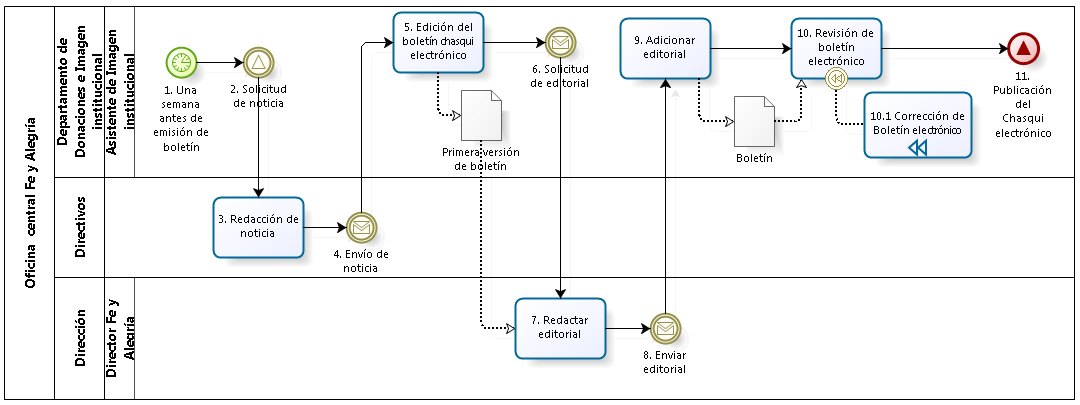 Oficina central Fe y Alegría
Departamento de
Donaciones e Imagen
institucional
Asistente de Imagen
institucional
1. Una
semana
antes de
emisión de
boletín
2. Solicitud
de noticia
5. Edición del
boletín chasqui
electrónico
6. Solicitud
de editorial
Primera versión
de boletín
9. Adicionar
editorial
Boletín
10. Revisión de
boletín
electrónico
10.1 Corrección de
Boletín electrónico
11.
Publicación
del
Chasqui
electrónico
Directivos
3. Redacción de
noticia
4. Envío de
noticia
Dirección
Director Fe y
Alegría
7. Redactar
editorial
8. Enviar
editorial